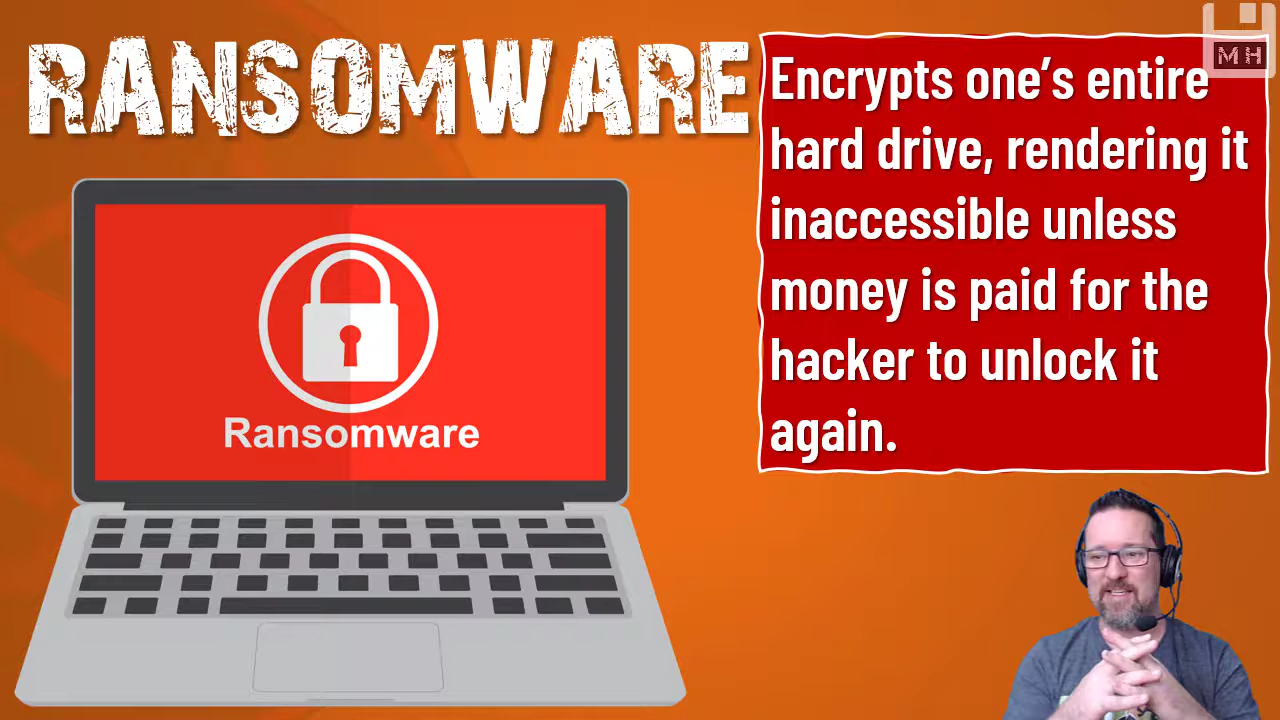 RANSOMWARE
MH
Encrypts one’s entire
hard drive, rendering it
inaccessible unless
money is paid for the
hacker to unlock it
again.
Ransomware